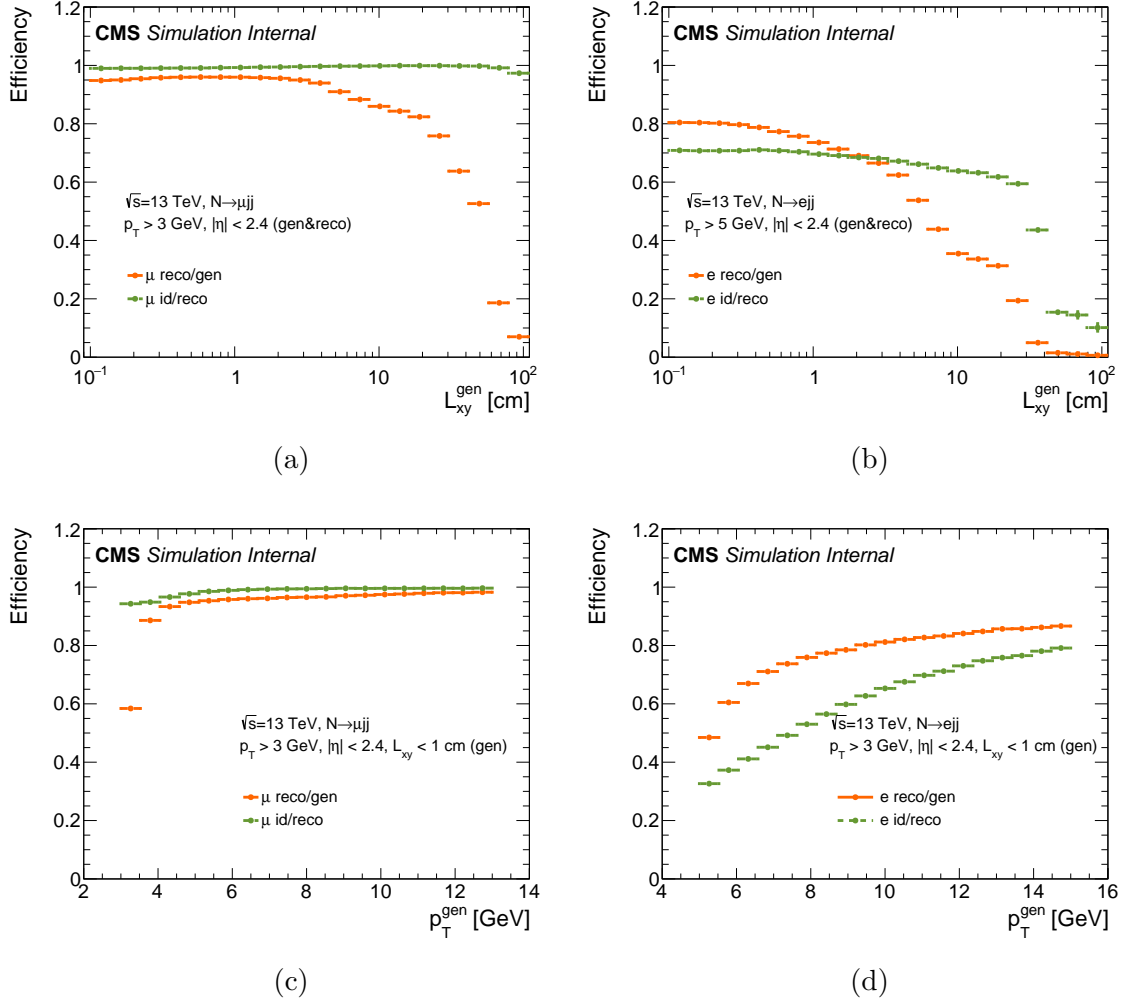 CMS Simulation Internal
Efficiency
1.2
1
0.8
0.6
0.4
0.2
0
√s=13 TeV, N→μjj
p_T > 3 GeV, |η| < 2.4 (gen&reco)
μ reco/gen
μ id/reco
10⁻¹ 1 10 10²
L_xy^gen [cm]
(a)
CMS Simulation Internal
Efficiency
1.2
1
0.8
0.6
0.4
0.2
0
√s=13 TeV, N→ejj
p_T > 5 GeV, |η| < 2.4 (gen&reco)
e reco/gen
e id/reco
10⁻¹ 1 10 10²
L_xy^gen [cm]
(b)
CMS Simulation Internal
Efficiency
1.2
1
0.8
0.6
0.4
0.2
0
√s=13 TeV, N→μjj
p_T > 3 GeV, |η| < 2.4, L_xy < 1 cm (gen)
μ reco/gen
μ id/reco
2 4 6 8 10 12 14
p_T^gen [GeV]
(c)
CMS Simulation Internal
Efficiency
1.2
1
0.8
0.6
0.4
0.2
0
√s=13 TeV, N→ejj
p_T > 3 GeV, |η| < 2.4, L_xy < 1 cm (gen)
e reco/gen
e id/reco
4 6 8 10 12 14 16
p_T^gen [GeV]
(d)